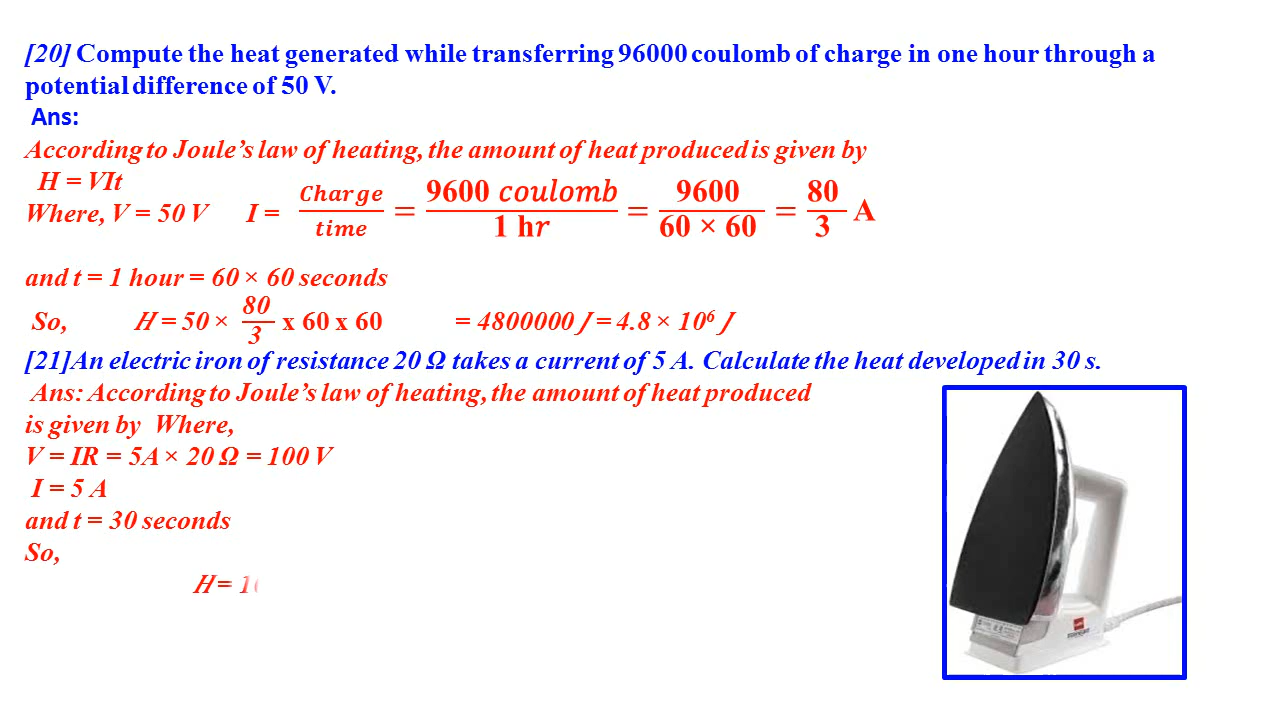 [20] Compute the heat generated while transferring 96000 coulomb of charge in one hour through a
potential difference of 50 V.
Ans:
According to Joule's law of heating, the amount of heat produced is given by
H = VIt
Where, V = 50 V I = Charge/time = 9600 coulomb/1 hr = 9600/60 × 60 = 80/3 A
and t = 1 hour = 60 × 60 seconds
So, H = 50 × 80/3 x 60 x 60 = 4800000 J = 4.8 × 10⁶ J
[21]An electric iron of resistance 20 Ω takes a current of 5 A. Calculate the heat developed in 30 s.
Ans: According to Joule's law of heating, the amount of heat produced
is given by Where,
V = IR = 5A × 20 Ω = 100 V
I = 5 A
and t = 30 seconds
So,
H = 10